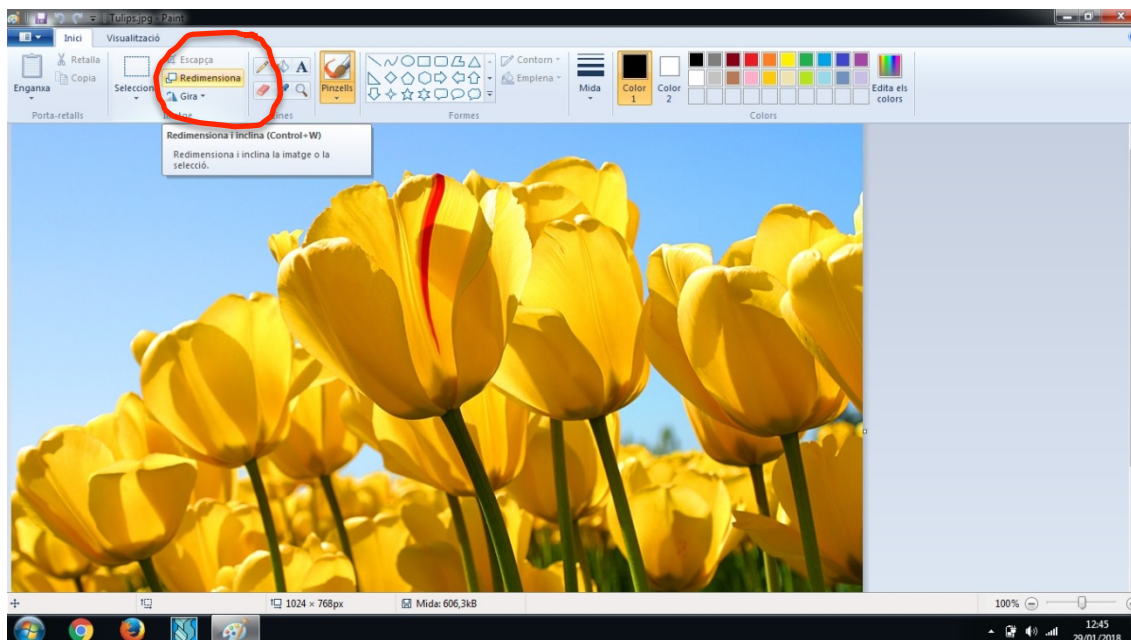 Tulips.jpg - Paint
Inici Visualització
Enganxa
Retalla
Copia
Porta-retalls
Selecciona
Escapça
Redimensiona
Gira
Imatge
Pinzells
Contorn
Emplena
Formes
Mida
Color 1
Color 2
Edita els colors
Colors
Redimensiona i inclina (Control+W)
Redimensiona i inclina la imatge o la
selecció.
1024 × 768px
Mida: 606,3kB
100%
12:45
29/01/2018